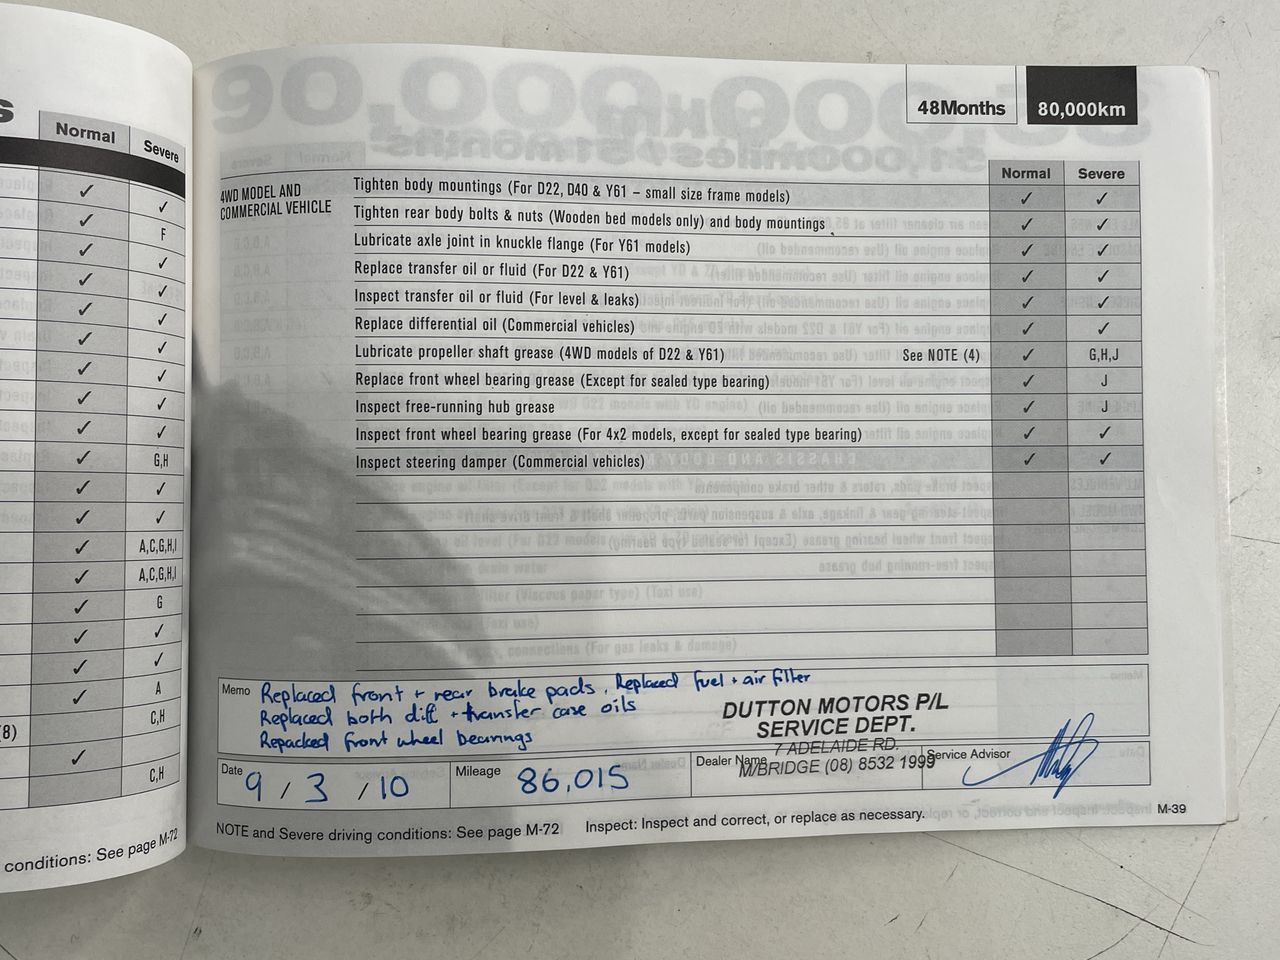 s
Normal Severe
✓ ✓
✓ F
✓ ✓
✓ ✓
✓ ✓
✓ ✓
✓ ✓
✓ ✓
✓ ✓
✓ G,H
✓ ✓
✓ ✓
✓ A,C,G,H,I
✓ A,C,G,H,I
✓ G
✓ ✓
✓ ✓
✓ A
C,H
(8) ✓
C,H
conditions: See page M-72
48Months 80,000km
Normal Severe
4WD MODEL AND
COMMERCIAL VEHICLE
Tighten body mountings (For D22, D40 & Y61 – small size frame models) ✓ ✓
Tighten rear body bolts & nuts (Wooden bed models only) and body mountings ✓ ✓
Lubricate axle joint in knuckle flange (For Y61 models) ✓ ✓
Replace transfer oil or fluid (For D22 & Y61) ✓ ✓
Inspect transfer oil or fluid (For level & leaks) ✓ ✓
Replace differential oil (Commercial vehicles) ✓ ✓
Lubricate propeller shaft grease (4WD models of D22 & Y61) See NOTE (4) ✓ G,H,J
Replace front wheel bearing grease (Except for sealed type bearing) ✓ J
Inspect free-running hub grease ✓ J
Inspect front wheel bearing grease (For 4x2 models, except for sealed type bearing) ✓ ✓
Inspect steering damper (Commercial vehicles) ✓ ✓
Memo Replaced front + rear brake pads. Replaced fuel + air filter
Replaced both diff + transfer case oils
Repacked front wheel bearings
DUTTON MOTORS P/L
SERVICE DEPT.
7 ADELAIDE RD.
M/BRIDGE (08) 8532 1999
Date 9 / 3 / 10
Mileage 86,015
Dealer Name
Service Advisor
NOTE and Severe driving conditions: See page M-72 Inspect: Inspect and correct, or replace as necessary. M-39